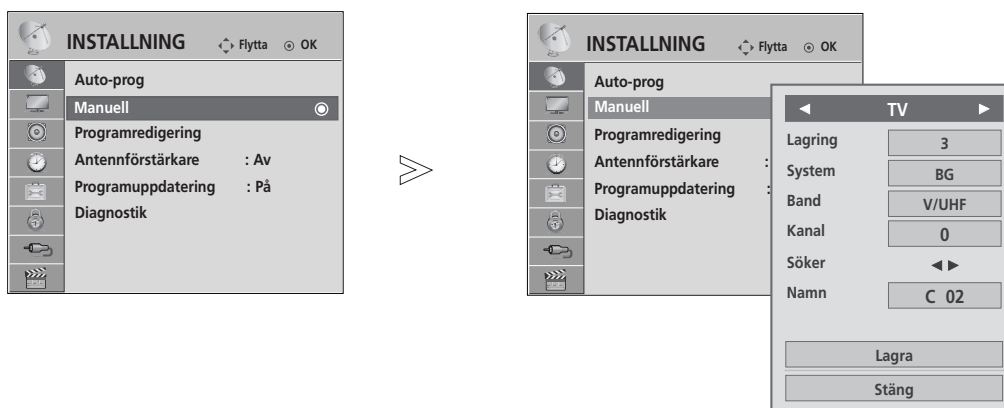 INSTALLNING Flytta OK
Auto-prog
Manuell
Programredigering
Antennförstärkare : Av
Programuppdatering : På
Diagnostik
INSTALLNING Flytta OK
Auto-prog
Manuell
Programredigering
Antennförstärkare :
Programuppdatering :
Diagnostik
◄ TV ►
Lagring 3
System BG
Band V/UHF
Kanal 0
Söker ◄ ►
Namn C 02
Lagra
Stäng